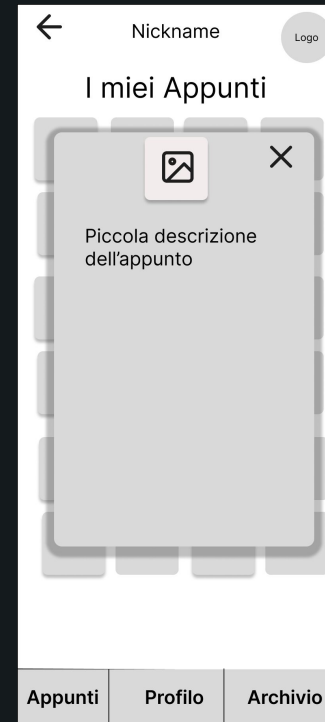 Nickname
Logo
I miei Appunti
Piccola descrizione
dell'appunto
Appunti
Profilo
Archivio